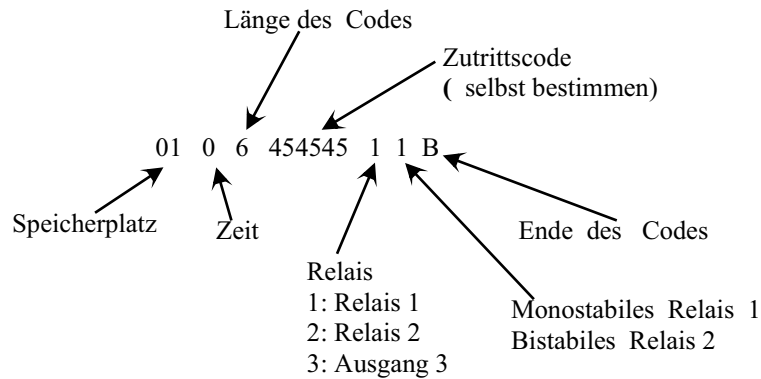 Länge des Codes
Zutrittscode
( selbst bestimmen)
01 0 6 454545 1 1 B
Speicherplatz
Zeit
Ende des Codes
Relais
1: Relais 1
2: Relais 2
3: Ausgang 3
Monostabiles Relais 1
Bistabiles Relais 2